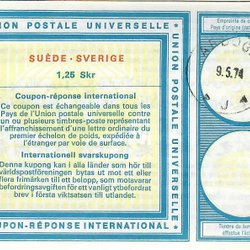 UNION POSTALE UNIVERSELLE
SUÈDE - SVERIGE
1,25 Skr
Coupon-réponse international
Ce coupon est échangeable dans tous les
Pays de l'Union postale universelle contre
un ou plusieurs timbres-poste représentant
l'affranchissement d'une lettre ordinaire du
premier échelon de poids, expédiée à
l'étranger par voie de surface.
Internationell svarskupong
Denna kupong kan i alla länder som hör till
världspostföreningen bytas ut mot ett eller
flera frimärken till ett belopp, som motsvarar
befordringsavgiften för ett vanligt ytbefordrat
brev i första viktsatsen till utlandet.
COUPON-RÉPONSE INTERNATIONAL
UNION POSTALE UNIVERSELLE
9.5.74